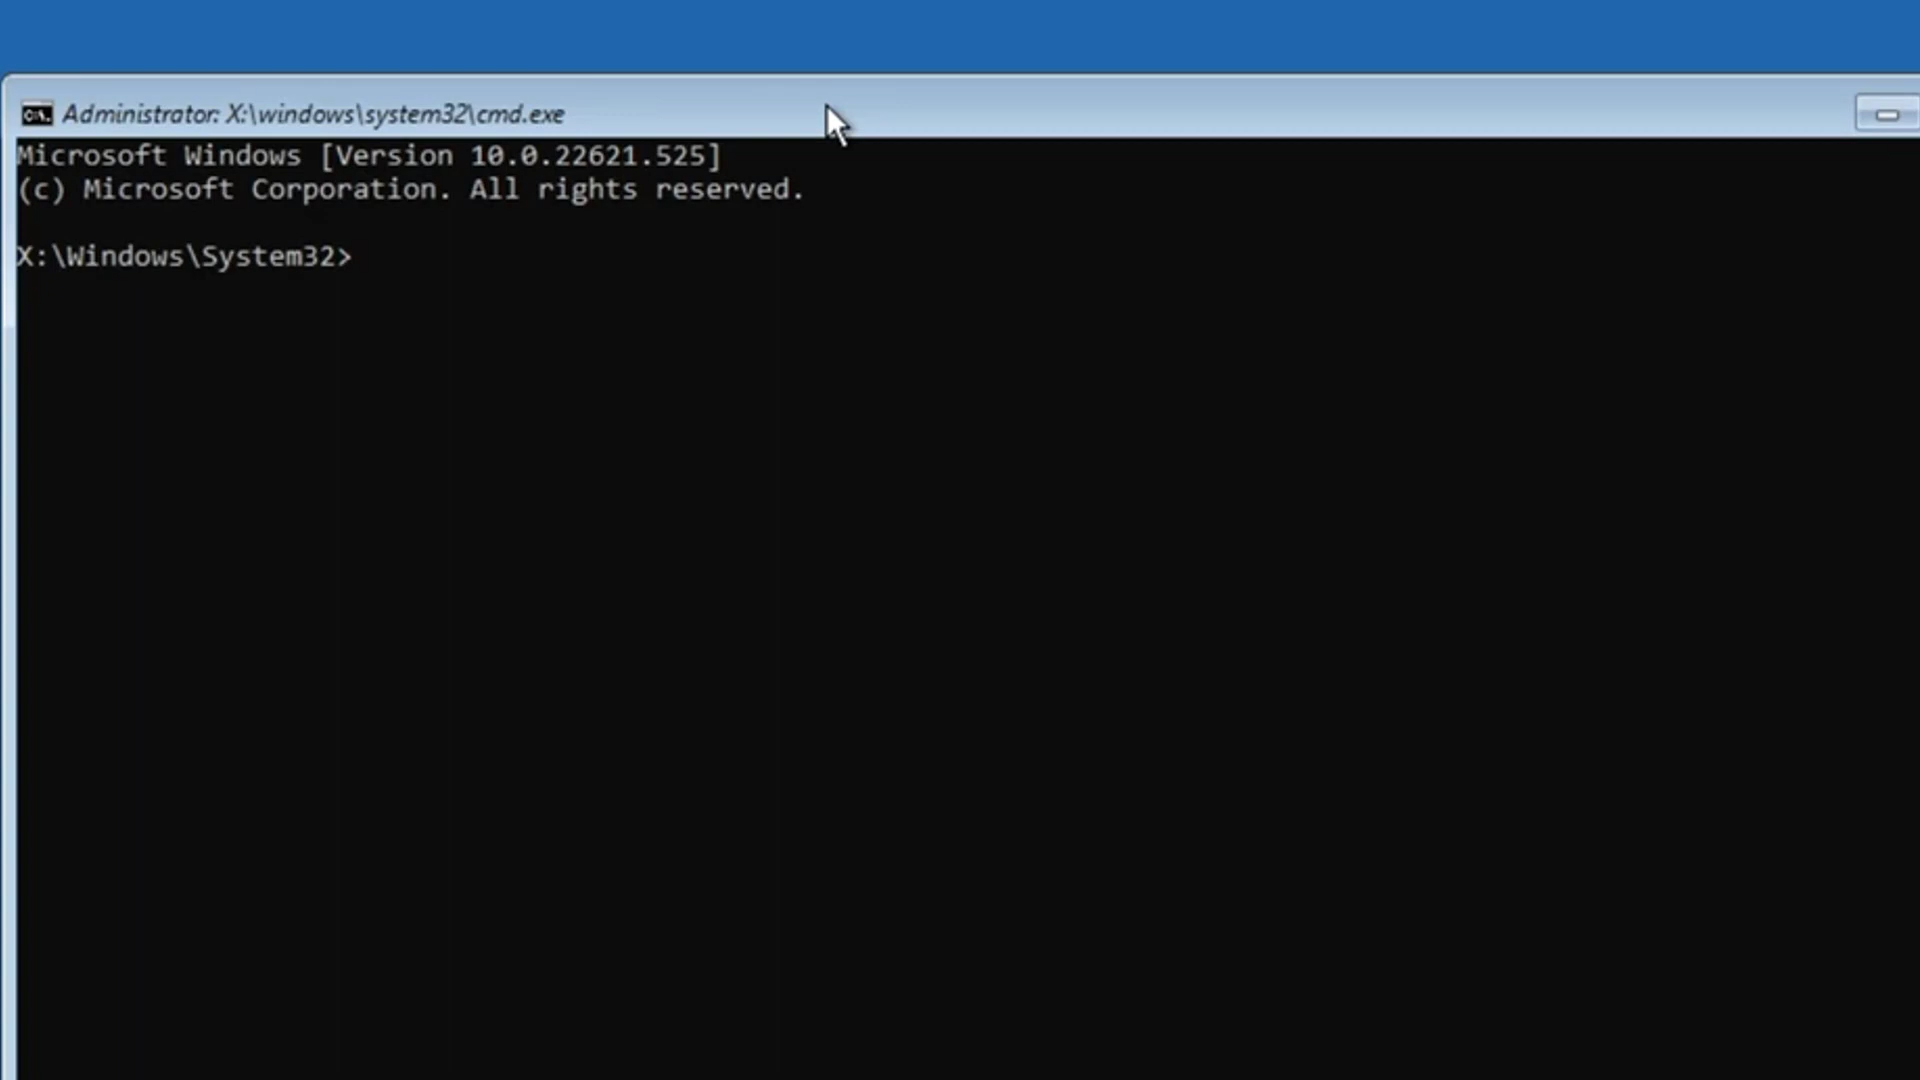 Administrator: X:\windows\system32\cmd.exe
Microsoft Windows [Version 10.0.22621.525]
(c) Microsoft Corporation. All rights reserved.
X:\Windows\System32>